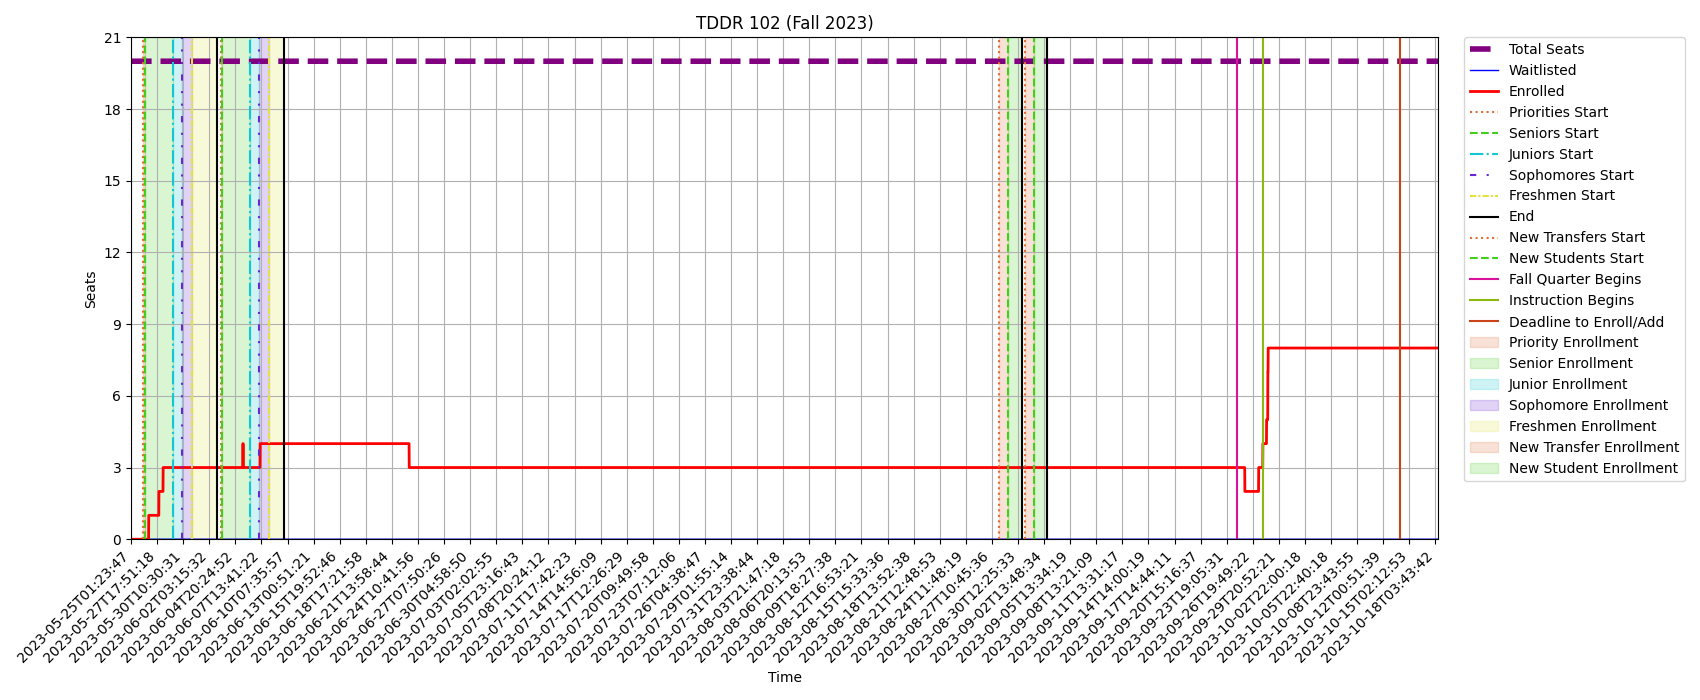 TDDR 102 (Fall 2023)
21
18
15
12
9
6
3
0
Seats
2023-05-25T01:23:47
2023-05-27T17:51:18
2023-05-30T10:30:31
2023-06-02T03:15:32
2023-06-04T20:24:52
2023-06-07T13:41:22
2023-06-10T07:35:57
2023-06-13T00:51:21
2023-06-15T19:52:46
2023-06-18T17:21:58
2023-06-21T13:58:44
2023-06-24T10:41:56
2023-06-27T07:50:26
2023-06-30T04:58:50
2023-07-03T02:02:55
2023-07-05T23:16:43
2023-07-08T20:24:12
2023-07-11T17:42:23
2023-07-14T14:56:09
2023-07-17T12:26:29
2023-07-20T09:49:58
2023-07-23T07:12:06
2023-07-26T04:38:47
2023-07-29T01:55:14
2023-07-31T23:38:44
2023-08-03T21:47:18
2023-08-06T20:13:53
2023-08-09T18:27:38
2023-08-12T16:53:21
2023-08-15T15:33:36
2023-08-18T13:52:38
2023-08-21T12:48:53
2023-08-24T11:48:19
2023-08-27T10:45:36
2023-08-30T12:25:33
2023-09-02T13:48:34
2023-09-05T13:34:19
2023-09-08T13:21:09
2023-09-11T13:31:17
2023-09-14T14:00:19
2023-09-17T14:44:11
2023-09-20T15:16:37
2023-09-23T19:05:31
2023-09-26T19:49:22
2023-09-29T20:52:21
2023-10-02T22:00:18
2023-10-05T22:40:18
2023-10-08T23:43:55
2023-10-12T00:51:39
2023-10-15T02:12:53
2023-10-18T03:43:42
Time
Total Seats
Waitlisted
Enrolled
Priorities Start
Seniors Start
Juniors Start
Sophomores Start
Freshmen Start
End
New Transfers Start
New Students Start
Fall Quarter Begins
Instruction Begins
Deadline to Enroll/Add
Priority Enrollment
Senior Enrollment
Junior Enrollment
Sophomore Enrollment
Freshmen Enrollment
New Transfer Enrollment
New Student Enrollment